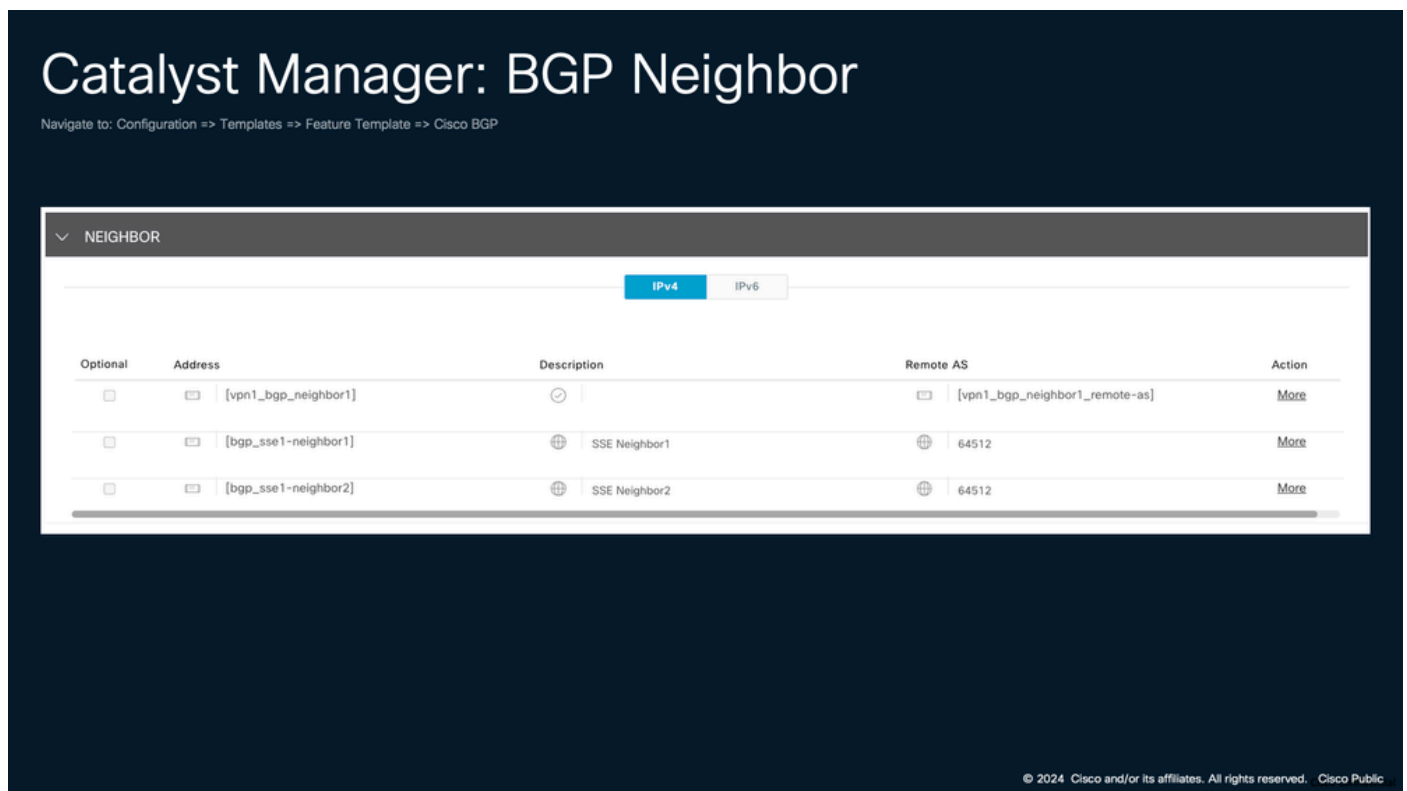 Catalyst Manager: BGP Neighbor
Navigate to: Configuration => Templates => Feature Template => Cisco BGP
NEIGHBOR
IPv4 IPv6
Optional Address Description Remote AS Action
[vpn1_bgp_neighbor1] [vpn1_bgp_neighbor1_remote-as] More
[bgp_sse1-neighbor1] SSE Neighbor1 64512 More
[bgp_sse1-neighbor2] SSE Neighbor2 64512 More
© 2024 Cisco and/or its affiliates. All rights reserved. Cisco Public